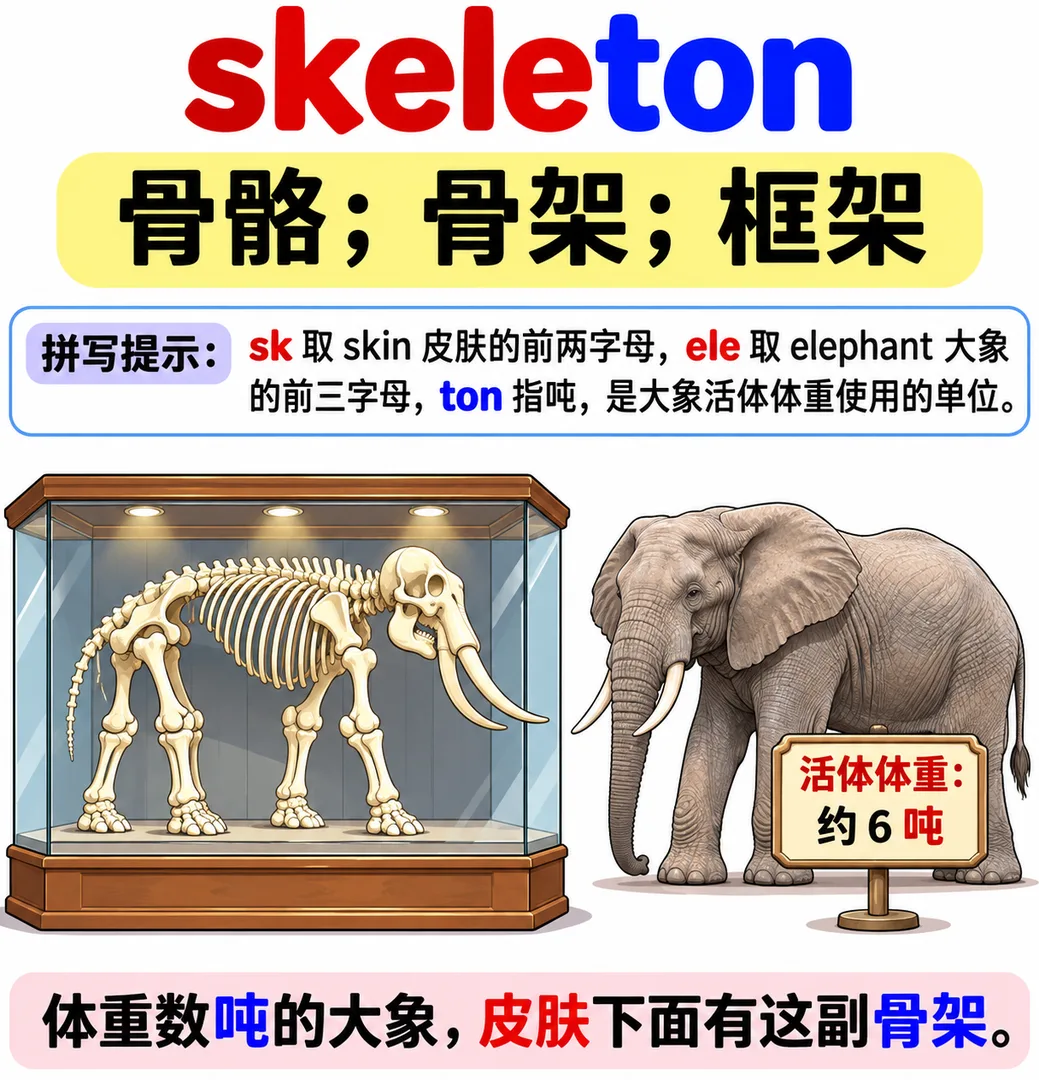 skeleton
骨骼；骨架；框架
拼写提示： sk 取 skin 皮肤的前两字母，ele 取 elephant 大象
的前三字母，ton 指吨，是大象活体体重使用的单位。
活体体重：
约 6 吨
体重数吨的大象，皮肤下面有这副骨架。